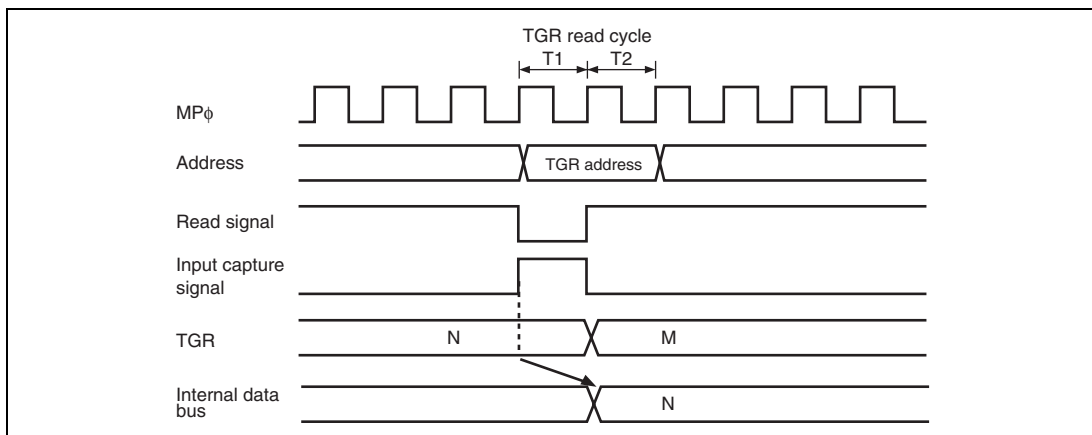 TGR read cycle
T1 T2
MPϕ
Address
TGR address
Read signal
Input capture
signal
TGR
N
M
Internal data
bus
N